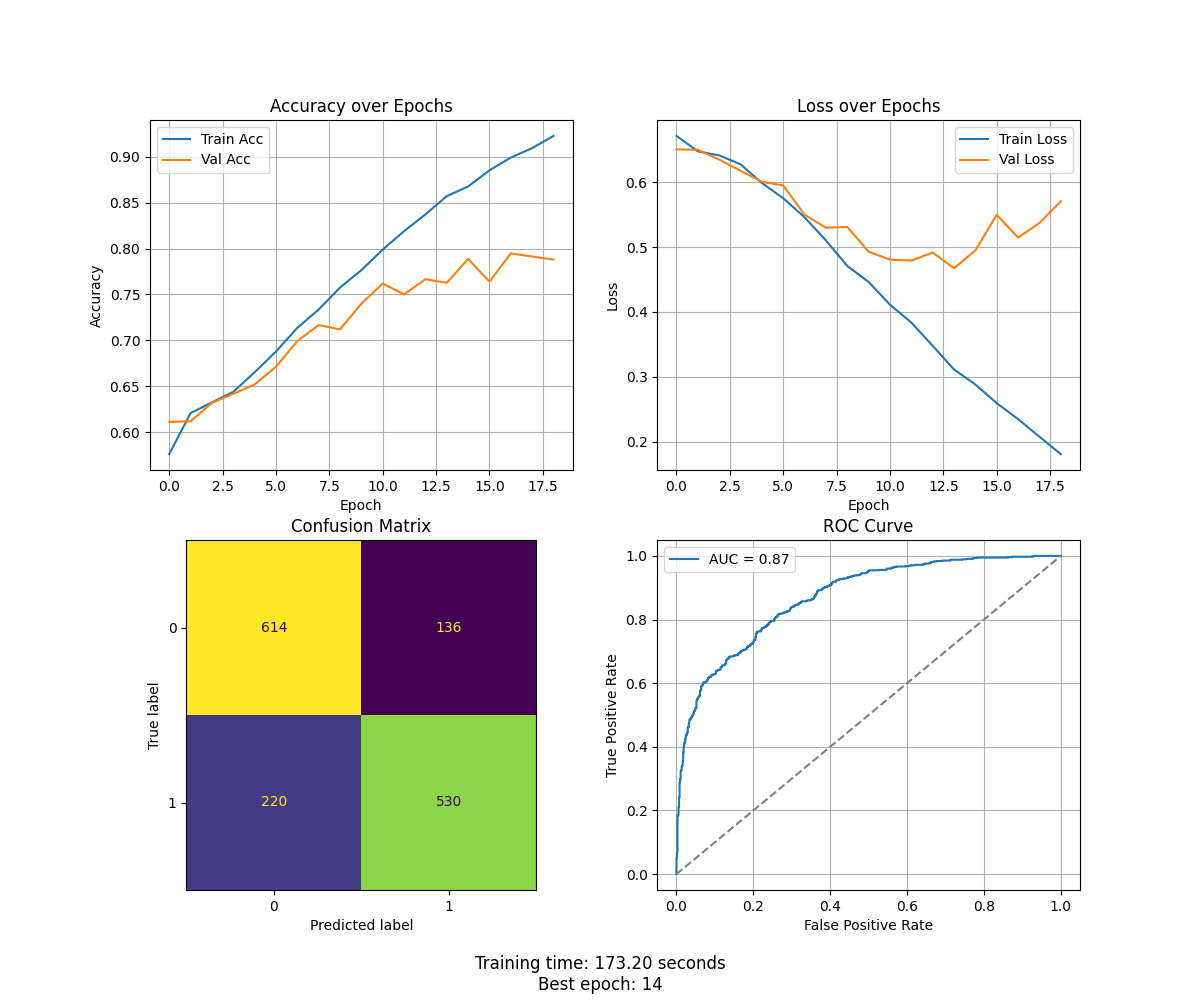 Accuracy over Epochs
Train Acc
Val Acc
0.90
0.85
0.80
0.75
0.70
0.65
0.60
Accuracy
0.0 2.5 5.0 7.5 10.0 12.5 15.0 17.5
Epoch
Loss over Epochs
Train Loss
Val Loss
0.6
0.5
0.4
0.3
0.2
Loss
0.0 2.5 5.0 7.5 10.0 12.5 15.0 17.5
Epoch
Confusion Matrix
614 136
220 530
0
1
True label
0 1
Predicted label
ROC Curve
AUC = 0.87
1.0
0.8
0.6
0.4
0.2
0.0
True Positive Rate
0.0 0.2 0.4 0.6 0.8 1.0
False Positive Rate
Training time: 173.20 seconds
Best epoch: 14